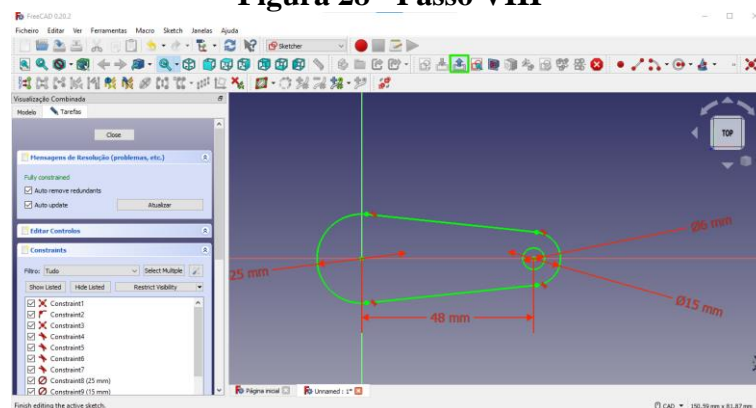 Figura 28 - Passo VIII
FreeCAD 0.20.2
Ficheiro Editar Ver Ferramentas Macro Sketch Janelas Ajuda
Sketcher
Visualização Combinada
Modelo Tarefas
TOP
Close
Mensagens de Resolução (problemas, etc.)
Fully constrained
Auto remove redundants
Auto update Atualizar
Editar Controlos
Constraints
Filtro: Tudo Select Multiple
Show Listed Hide Listed Restrict Visibility
Constraint1
Constraint2
Constraint3
Constraint4
Constraint5
Constraint6
Constraint7
Constraint8 (25 mm)
Constraint9 (15 mm)
Ø6 mm
25 mm
Ø15 mm
48 mm
Página inicial Unnamed : 1*
Finish editing the active sketch. CAD 150.59 mm x 81.87 mm